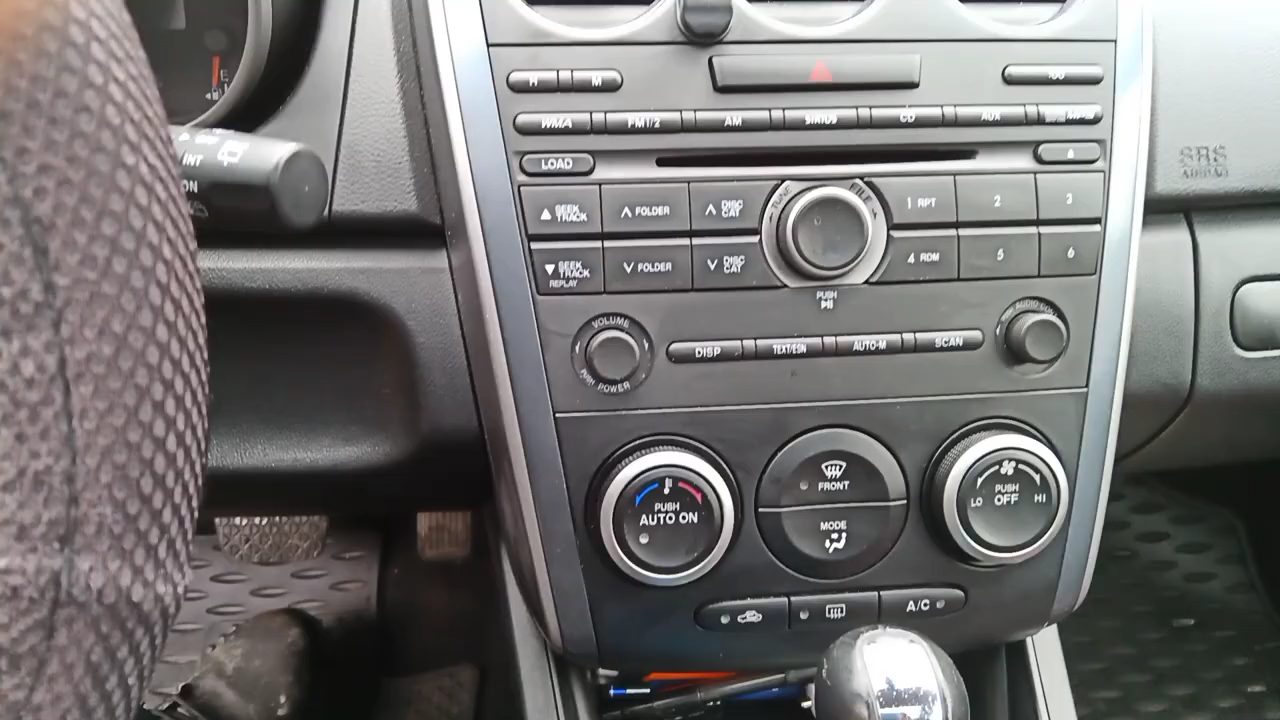 E
INT
ON
H M
WMA FM1/2 AM SIRIUS CD AUX
LOAD
SRS
AIRBAG
▲ SEEK
TRACK
∧ FOLDER
∧ DISC
CAT
TUNE FILE
1 RPT 2 3
▼ SEEK
TRACK
REPLAY
∨ FOLDER
∨ DISC
CAT
4 RDM 5 6
PUSH
VOLUME
PUSH POWER
DISP TEXT/ESN AUTO-M SCAN
AUDIO
PUSH
AUTO ON
FRONT
MODE
PUSH
OFF
LO HI
A/C